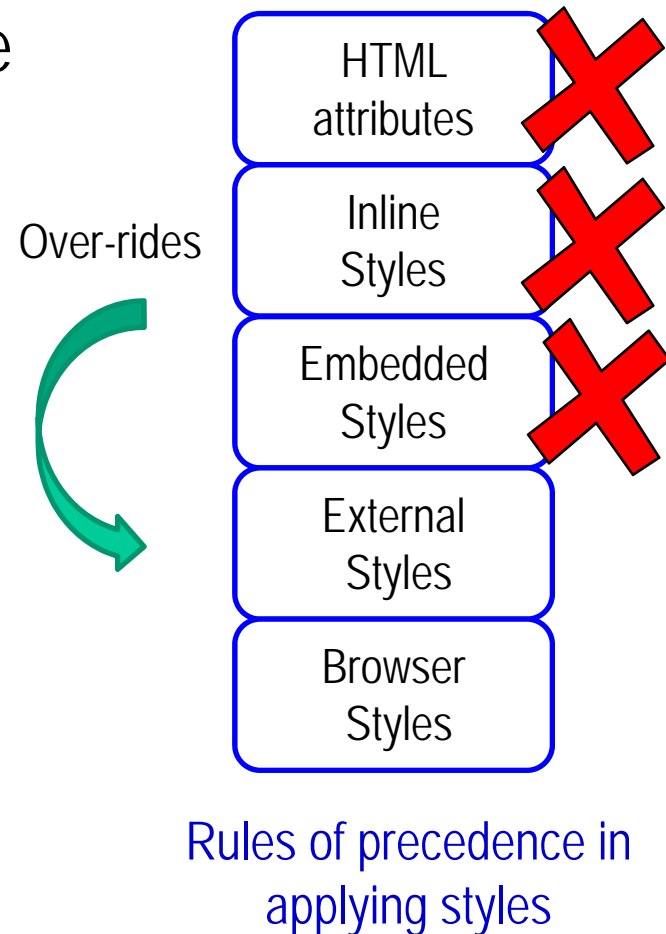 e
HTML
attributes
Over-rides
Inline
Styles
Embedded
Styles
External
Styles
Browser
Styles
Rules of precedence in
applying styles